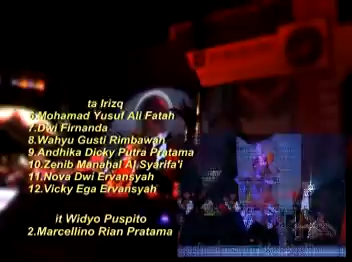 ta Irizq
6.Mohamad Yusuf Ali Fatah
7.Dwi Firnanda
8.Wahyu Gusti Rimbawan
9.Andhika Dicky Putra Pratama
10.Zenib Manahal Al Syarifa'i
11.Nova Dwi Ervansyah
12.Vicky Ega Ervansyah
it Widyo Puspito
2.Marcellino Rian Pratama